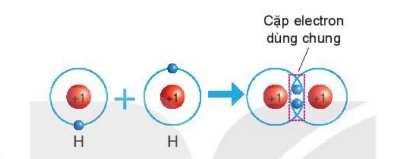 Cặp electron
dùng chung
+1 + +1 +1 +1
H H